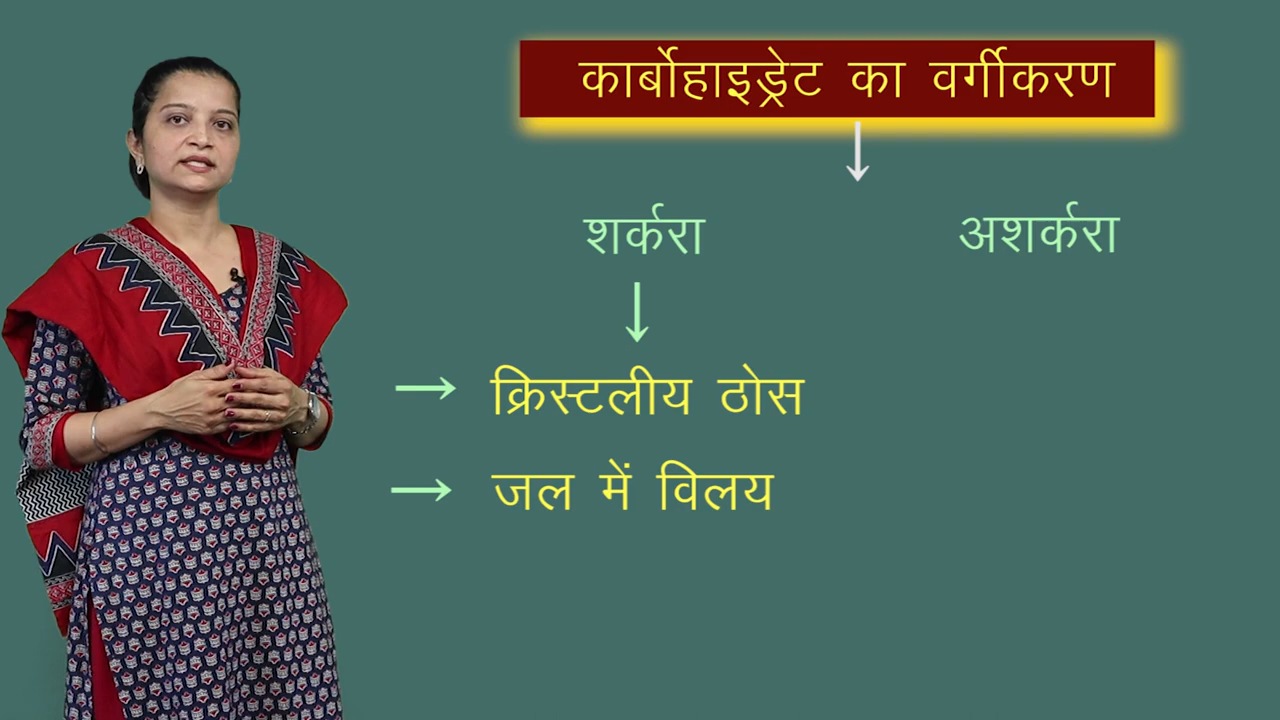 कार्बोहाइड्रेट का वर्गीकरण
शर्करा अशर्करा
→ क्रिस्टलीय ठोस
→ जल में विलय